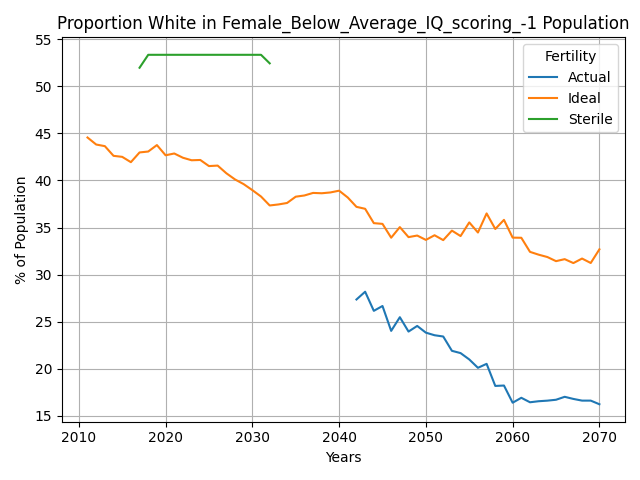 Proportion White in Female_Below_Average_IQ_scoring_-1 Population
Fertility
Actual
Ideal
Sterile
% of Population
55
50
45
40
35
30
25
20
15
2010 2020 2030 2040 2050 2060 2070
Years